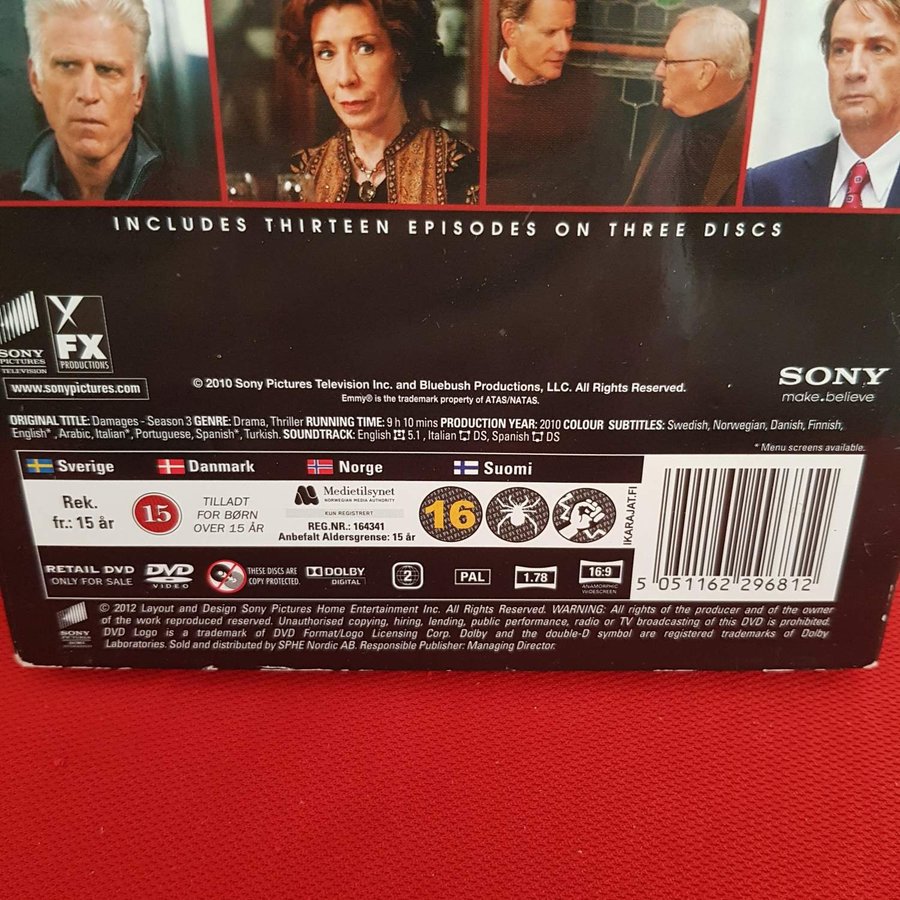 INCLUDES THIRTEEN EPISODES ON THREE DISCS
SONY
PICTURES
TELEVISION
FX
PRODUCTIONS
www.sonypictures.com
© 2010 Sony Pictures Television Inc. and Bluebush Productions, LLC. All Rights Reserved.
Emmy® is the trademark property of ATAS/NATAS.
SONY
make.believe
ORIGINAL TITLE: Damages - Season 3 GENRE: Drama, Thriller RUNNING TIME: 9 h 10 mins PRODUCTION YEAR: 2010 COLOUR SUBTITLES: Swedish, Norwegian, Danish, Finnish,
English*, Arabic, Italian*, Portuguese, Spanish*, Turkish. SOUNDTRACK: English 5.1, Italian DS, Spanish DS
* Menu screens available.
Sverige Danmark Norge Suomi
Rek.
fr.: 15 år
15
TILLADT
FOR BØRN
OVER 15 ÅR
Medietilsynet
NORWEGIAN MEDIA AUTHORITY
KUN REGISTRERT
REG.NR.: 164341
Anbefalt Aldersgrense: 15 år
16
IKARAJAT.FI
RETAIL DVD
ONLY FOR SALE
DVD
VIDEO
THESE DISCS ARE
COPY PROTECTED.
DOLBY
DIGITAL
2
PAL
1.78
16:9
ANAMORPHIC
WIDESCREEN
5 051162 296812
SONY
PICTURES
© 2012 Layout and Design Sony Pictures Home Entertainment Inc. All Rights Reserved. WARNING: All rights of the producer and of the owner
of the work reproduced reserved. Unauthorised copying, hiring, lending, public performance, radio or TV broadcasting of this DVD is prohibited.
DVD Logo is a trademark of DVD Format/Logo Licensing Corp. Dolby and the double-D symbol are registered trademarks of Dolby
Laboratories. Sold and distributed by SPHE Nordic AB. Responsible Publisher: Managing Director.